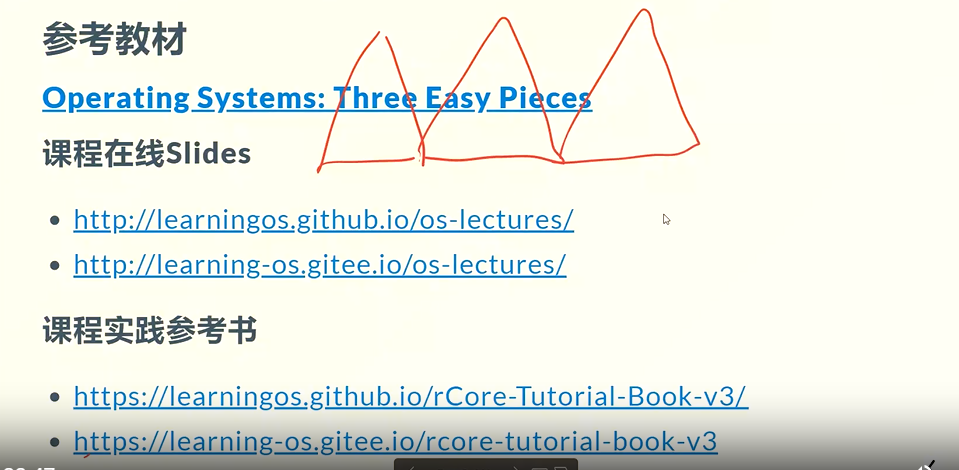 参考教材
Operating Systems: Three Easy Pieces
课程在线Slides
http://learningos.github.io/os-lectures/
http://learning-os.gitee.io/os-lectures/
课程实践参考书
https://learningos.github.io/rCore-Tutorial-Book-v3/
https://learning-os.gitee.io/rcore-tutorial-book-v3